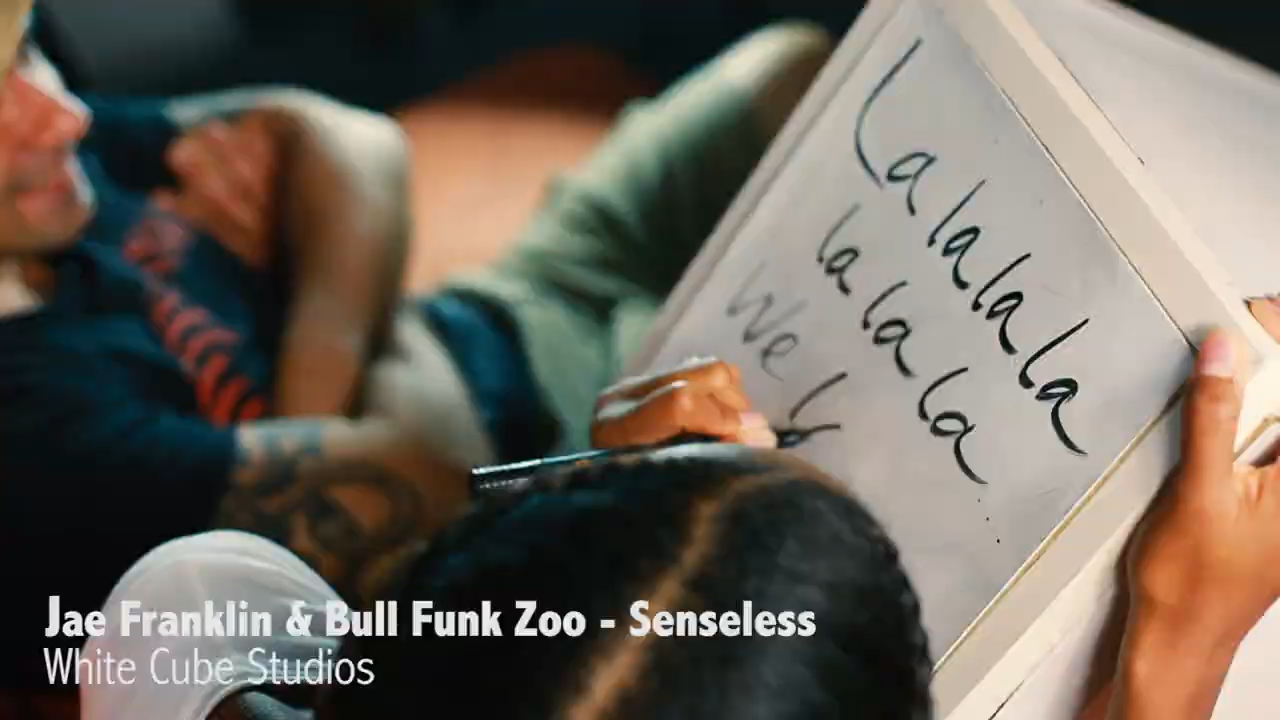 La la la la
la la la
We
Jae Franklin & Bull Funk Zoo - Senseless
White Cube Studios